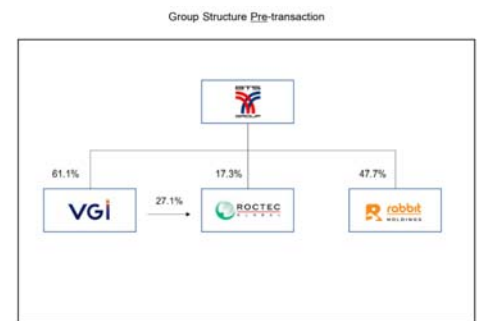 Group Structure Pre-transaction
BTS
GROUP
61.1%
17.3%
47.7%
VGI
27.1%
ROCTEC
GLOBAL
rabbit
HOLDINGS